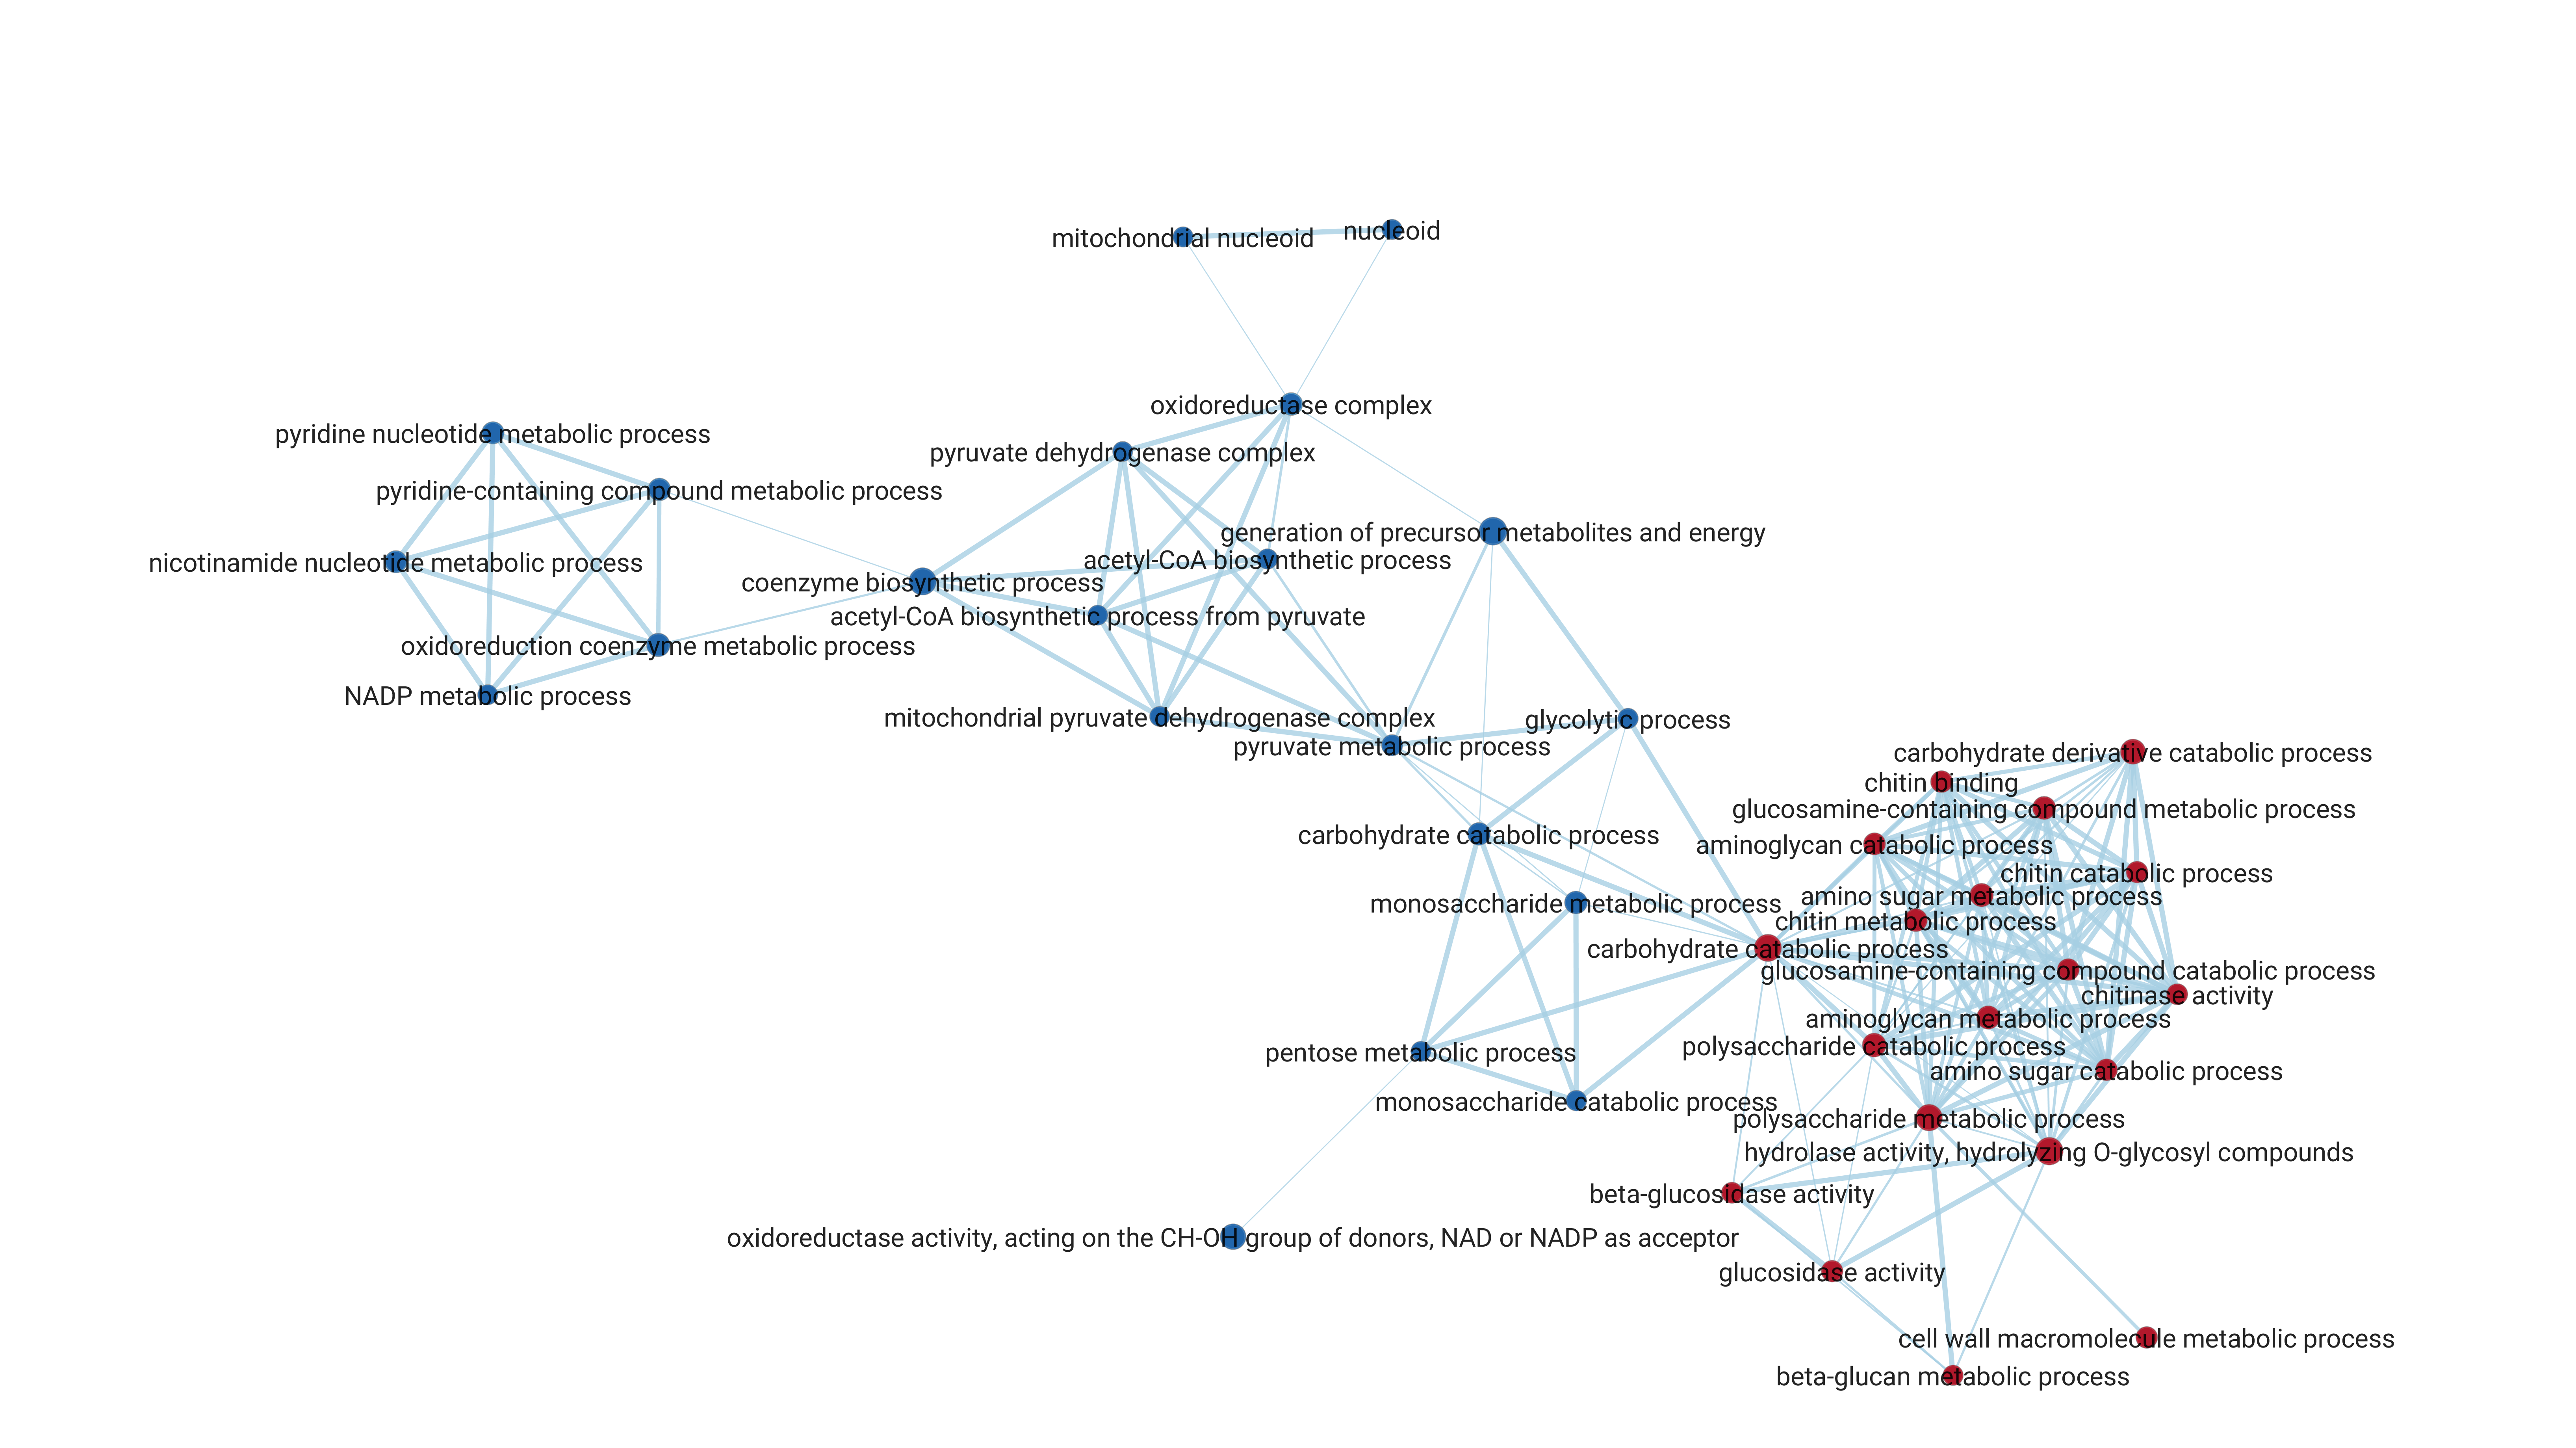 nucleoid
mitochondrial nucleoid
oxidoreductase complex
pyridine nucleotide metabolic process
pyruvate dehydrogenase complex
pyridine-containing compound metabolic process
generation of precursor metabolites and energy
acetyl-CoA biosynthetic process
nicotinamide nucleotide metabolic process
coenzyme biosynthetic process
acetyl-CoA biosynthetic process from pyruvate
oxidoreduction coenzyme metabolic process
NADP metabolic process
mitochondrial pyruvate dehydrogenase complex
glycolytic process
pyruvate metabolic process
carbohydrate derivative catabolic process
chitin binding
glucosamine-containing compound metabolic process
carbohydrate catabolic process
aminoglycan catabolic process
chitin catabolic process
amino sugar metabolic process
monosaccharide metabolic process
chitin metabolic process
carbohydrate catabolic process
glucosamine-containing compound catabolic process
chitinase activity
aminoglycan metabolic process
polysaccharide catabolic process
pentose metabolic process
amino sugar catabolic process
monosaccharide catabolic process
polysaccharide metabolic process
hydrolase activity, hydrolyzing O-glycosyl compounds
beta-glucosidase activity
oxidoreductase activity, acting on the CH-OH group of donors, NAD or NADP as acceptor
glucosidase activity
cell wall macromolecule metabolic process
beta-glucan metabolic process